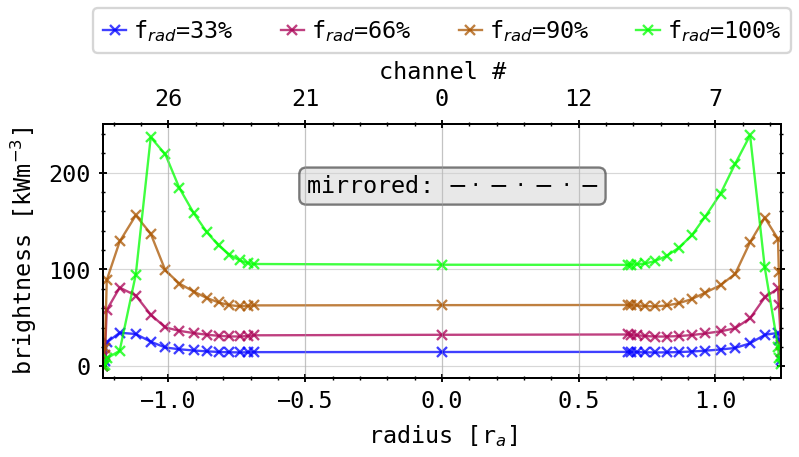 f_rad=33% f_rad=66% f_rad=90% f_rad=100%
channel #
26 21 0 12 7
brightness [kWm⁻³]
200
100
0
mirrored: — · — · — · —
−1.0 −0.5 0.0 0.5 1.0
radius [r_a]